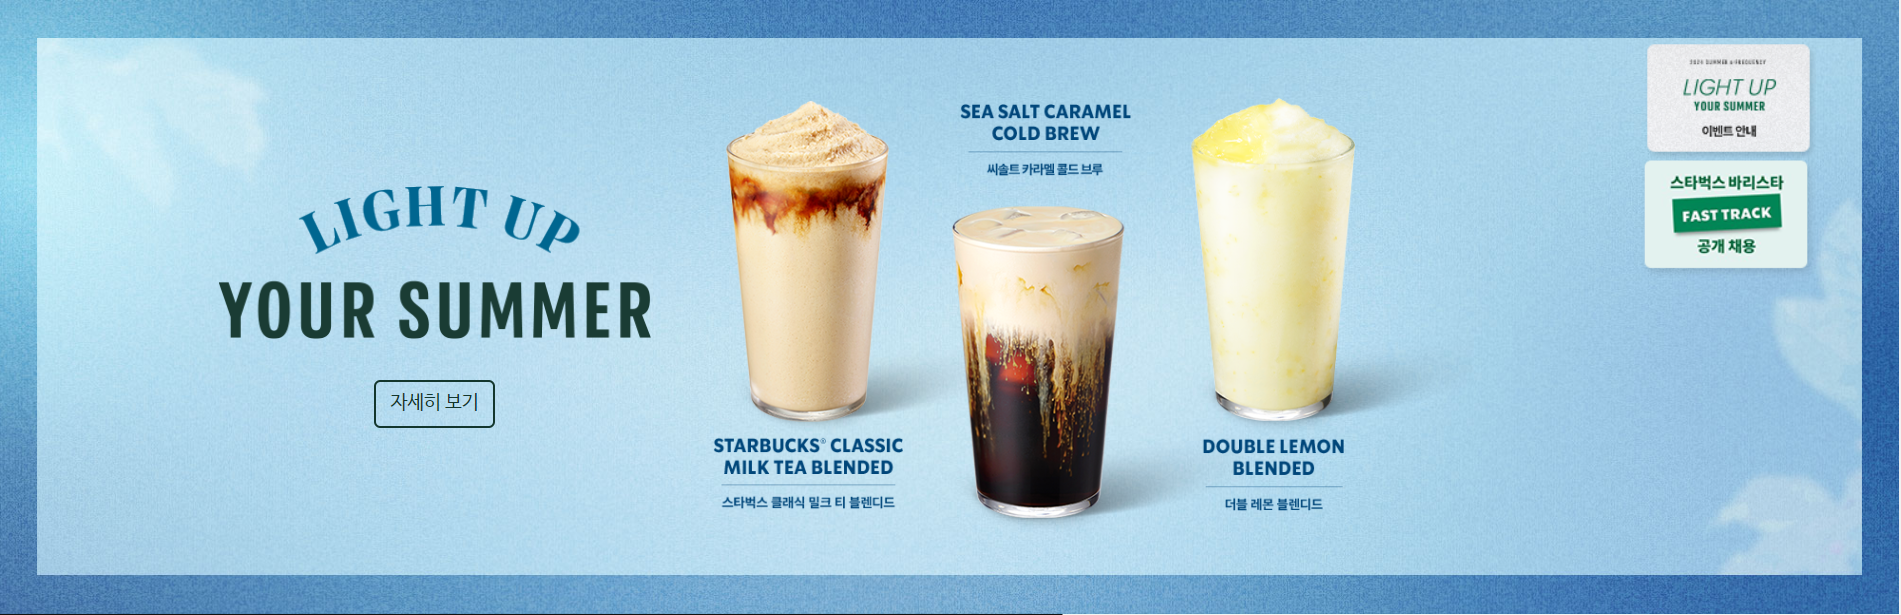 LIGHT UP
YOUR SUMMER
자세히 보기
STARBUCKS® CLASSIC
MILK TEA BLENDED
스타벅스 클래식 밀크 티 블렌디드
SEA SALT CARAMEL
COLD BREW
씨솔트 카라멜 콜드 브루
DOUBLE LEMON
BLENDED
더블 레몬 블렌디드
SUMMER e-FREQUENCY
LIGHT UP
YOUR SUMMER
이벤트 안내
스타벅스 바리스타
FAST TRACK
공개 채용